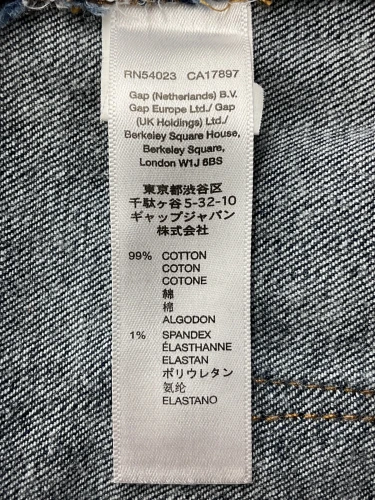 RN54023 CA17897
Gap (Netherlands) B.V.
Gap Europe Ltd./ Gap
(UK Holdings) Ltd./
Berkeley Square House,
Berkeley Square,
London W1J 6BS
東京都渋谷区
千駄ヶ谷5-32-10
ギャップジャパン
株式会社
99% COTTON
COTON
COTONE
綿
棉
ALGODON
1% SPANDEX
ÉLASTHANNE
ELASTAN
ポリウレタン
氨纶
ELASTANO